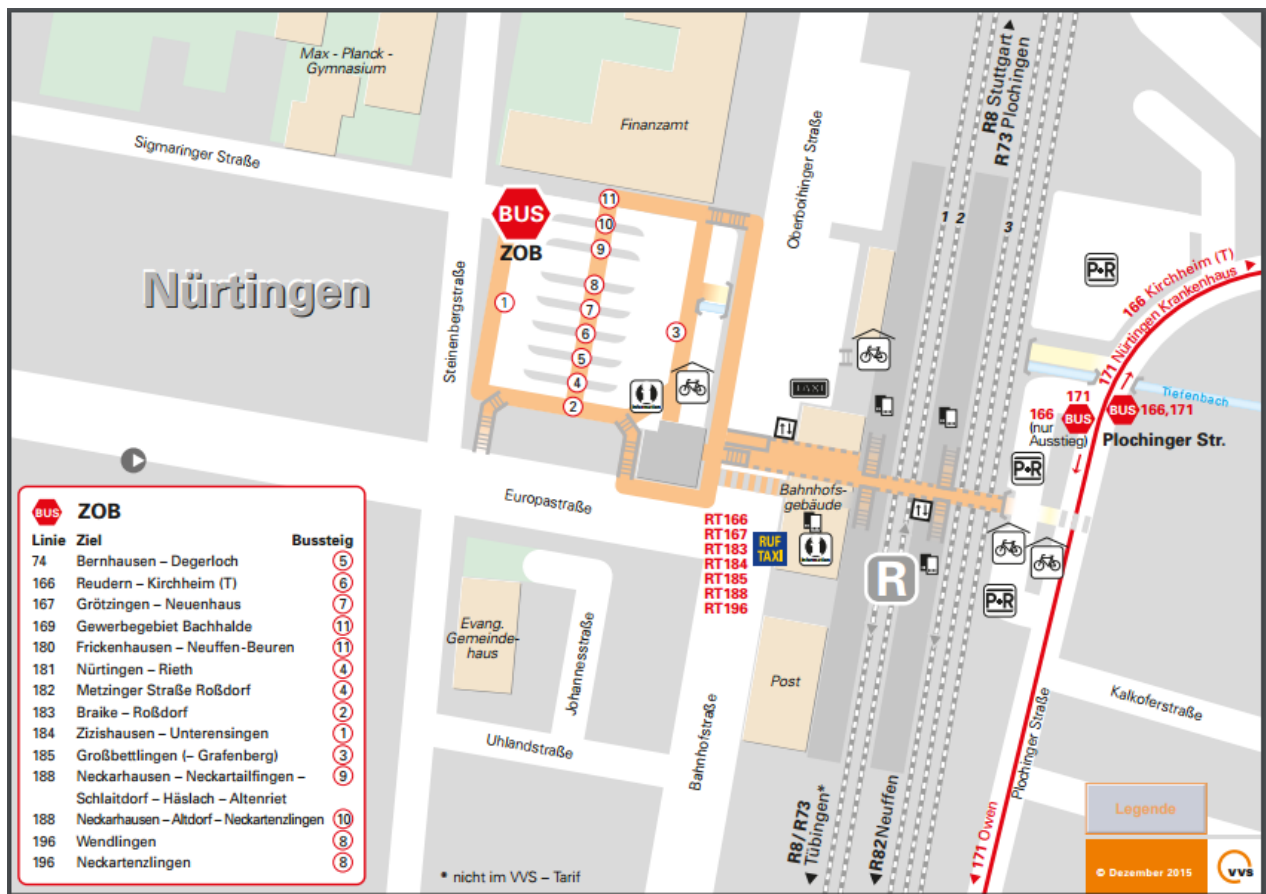 Max - Planck -
Gymnasium
Finanzamt
Sigmaringer Straße
Oberboihinger Straße
R8 Stuttgart
R73 Plochingen
BUS
ZOB
11
10
9
8
7
6
5
4
2
1
3
Nürtingen
Steinenbergstraße
1 2
3
P+R
166 Kirchheim (T)
171 Nürtingen Krankenhaus
TAXI
Tiefenbach
171
BUS
166
(nur
Ausstieg)
BUS
166,171
Plochinger Str.
P+R
Europastraße
Bahnhofs-
gebäude
RT166
RT167
RT183
RT184
RT185
RT188
RT196
RUF
TAXI
R
P+R
Evang.
Gemeinde-
haus
Johannesstraße
Post
Uhlandstraße
Bahnhofstraße
Kalkoferstraße
Plochinger Straße
R8 / R73
Tübingen*
R82 Neuffen
171 Owen
BUS ZOB
Linie Ziel Bussteig
74 Bernhausen – Degerloch 5
166 Reudern – Kirchheim (T) 6
167 Grötzingen – Neuenhaus 7
169 Gewerbegebiet Bachhalde 11
180 Frickenhausen – Neuffen-Beuren 11
181 Nürtingen – Rieth 4
182 Metzinger Straße Roßdorf 4
183 Braike – Roßdorf 2
184 Zizishausen – Unterensingen 1
185 Großbettlingen (– Grafenberg) 3
188 Neckarhausen – Neckartailfingen – 9
Schlaitdorf – Häslach – Altenriet
188 Neckarhausen – Altdorf – Neckartenzlingen 10
196 Wendlingen 8
196 Neckartenzlingen 8
* nicht im VVS – Tarif
Legende
© Dezember 2015
VVS